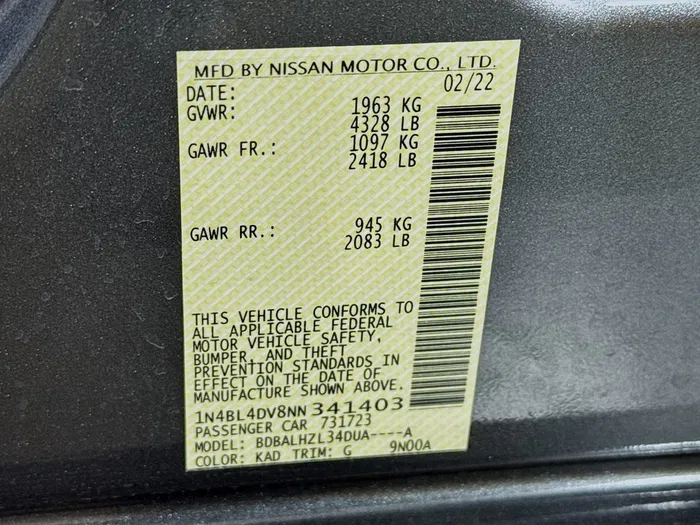 MFD BY NISSAN MOTOR CO., LTD.
DATE: 02/22
GVWR: 1963 KG
4328 LB
GAWR FR.: 1097 KG
2418 LB
GAWR RR.: 945 KG
2083 LB
THIS VEHICLE CONFORMS TO
ALL APPLICABLE FEDERAL
MOTOR VEHICLE SAFETY,
BUMPER, AND THEFT
PREVENTION STANDARDS IN
EFFECT ON THE DATE OF
MANUFACTURE SHOWN ABOVE.
1N4BL4DV8NN341403
PASSENGER CAR 731723
MODEL: BDBALHZL34DUA----A
COLOR: KAD TRIM: G 9N00A